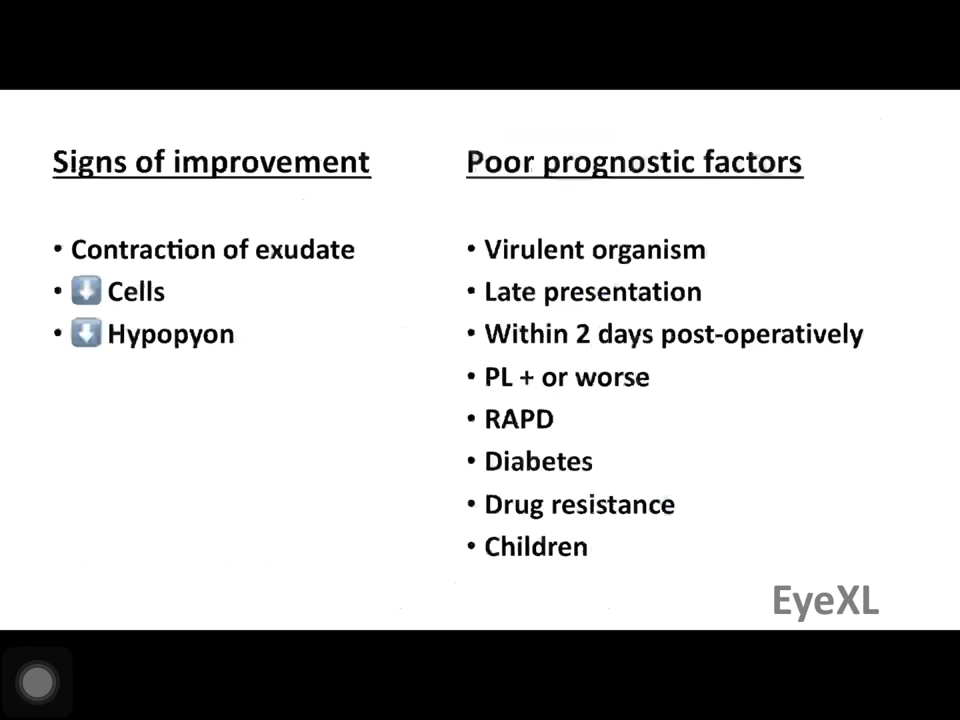 Signs of improvement
• Contraction of exudate
• ⬇️ Cells
• ⬇️ Hypopyon
Poor prognostic factors
• Virulent organism
• Late presentation
• Within 2 days post-operatively
• PL + or worse
• RAPD
• Diabetes
• Drug resistance
• Children
EyeXL